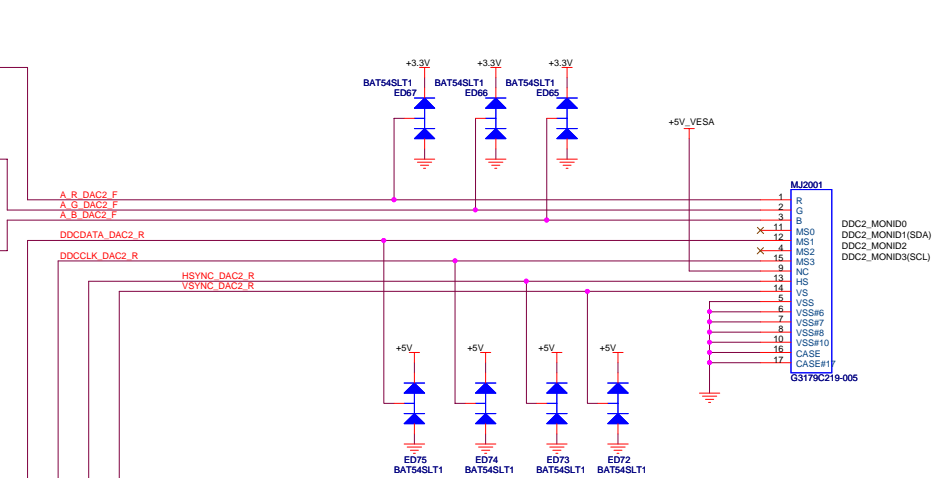 +3.3V +3.3V +3.3V
BAT54SLT1 BAT54SLT1 BAT54SLT1
ED67 ED66 ED65
+5V_VESA
MJ2001
A_R_DAC2_F 1 R
A_G_DAC2_F 2 G
A_B_DAC2_F 3 B
11 MS0 DDC2_MONID0
DDCDATA_DAC2_R 12 MS1 DDC2_MONID1(SDA)
4 MS2 DDC2_MONID2
DDCCLK_DAC2_R 15 MS3 DDC2_MONID3(SCL)
9 NC
HSYNC_DAC2_R 13 HS
VSYNC_DAC2_R 14 VS
5 VSS
6 VSS#6
7 VSS#7
8 VSS#8
10 VSS#10
16 CASE
17 CASE#17
G3179C219-005
+5V +5V +5V +5V
ED75 ED74 ED73 ED72
BAT54SLT1 BAT54SLT1 BAT54SLT1 BAT54SLT1